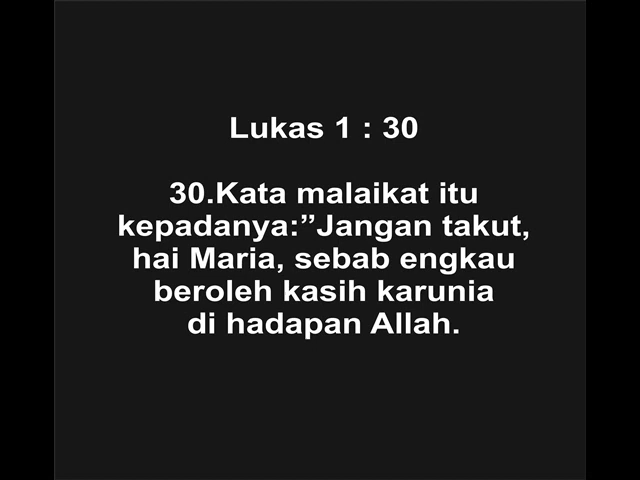 Lukas 1 : 30
30.Kata malaikat itu
kepadanya:”Jangan takut,
hai Maria, sebab engkau
beroleh kasih karunia
di hadapan Allah.